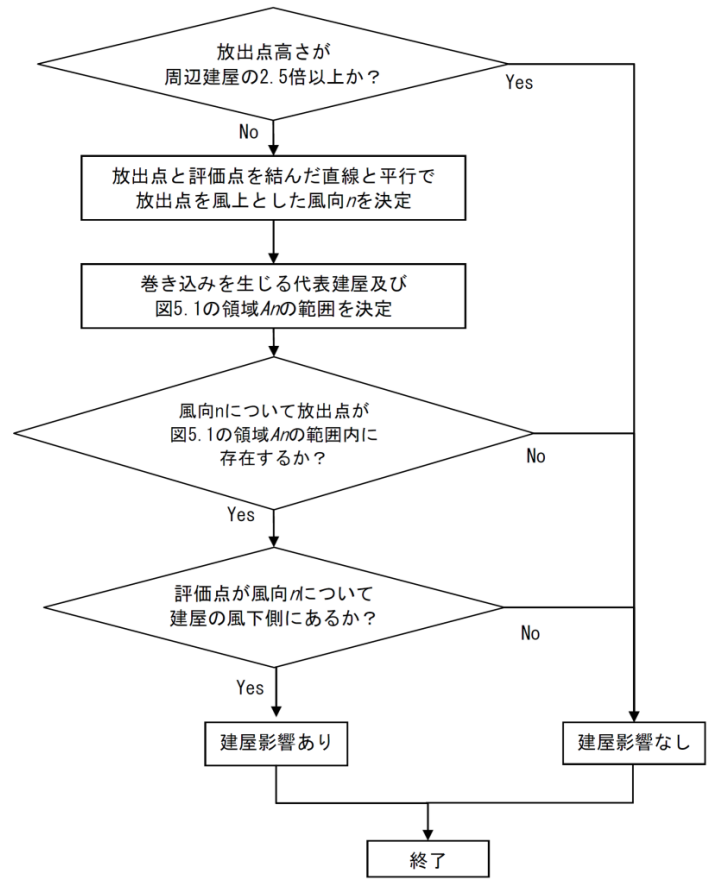 放出点高さが
周辺建屋の2.5倍以上か？
Yes
No
放出点と評価点を結んだ直線と平行で
放出点を風上とした風向nを決定
巻き込みを生じる代表建屋及び
図5.1の領域Anの範囲を決定
風向nについて放出点が
図5.1の領域Anの範囲内に
存在するか？
No
Yes
評価点が風向nについて
建屋の風下側にあるか？
No
Yes
建屋影響あり
建屋影響なし
終了